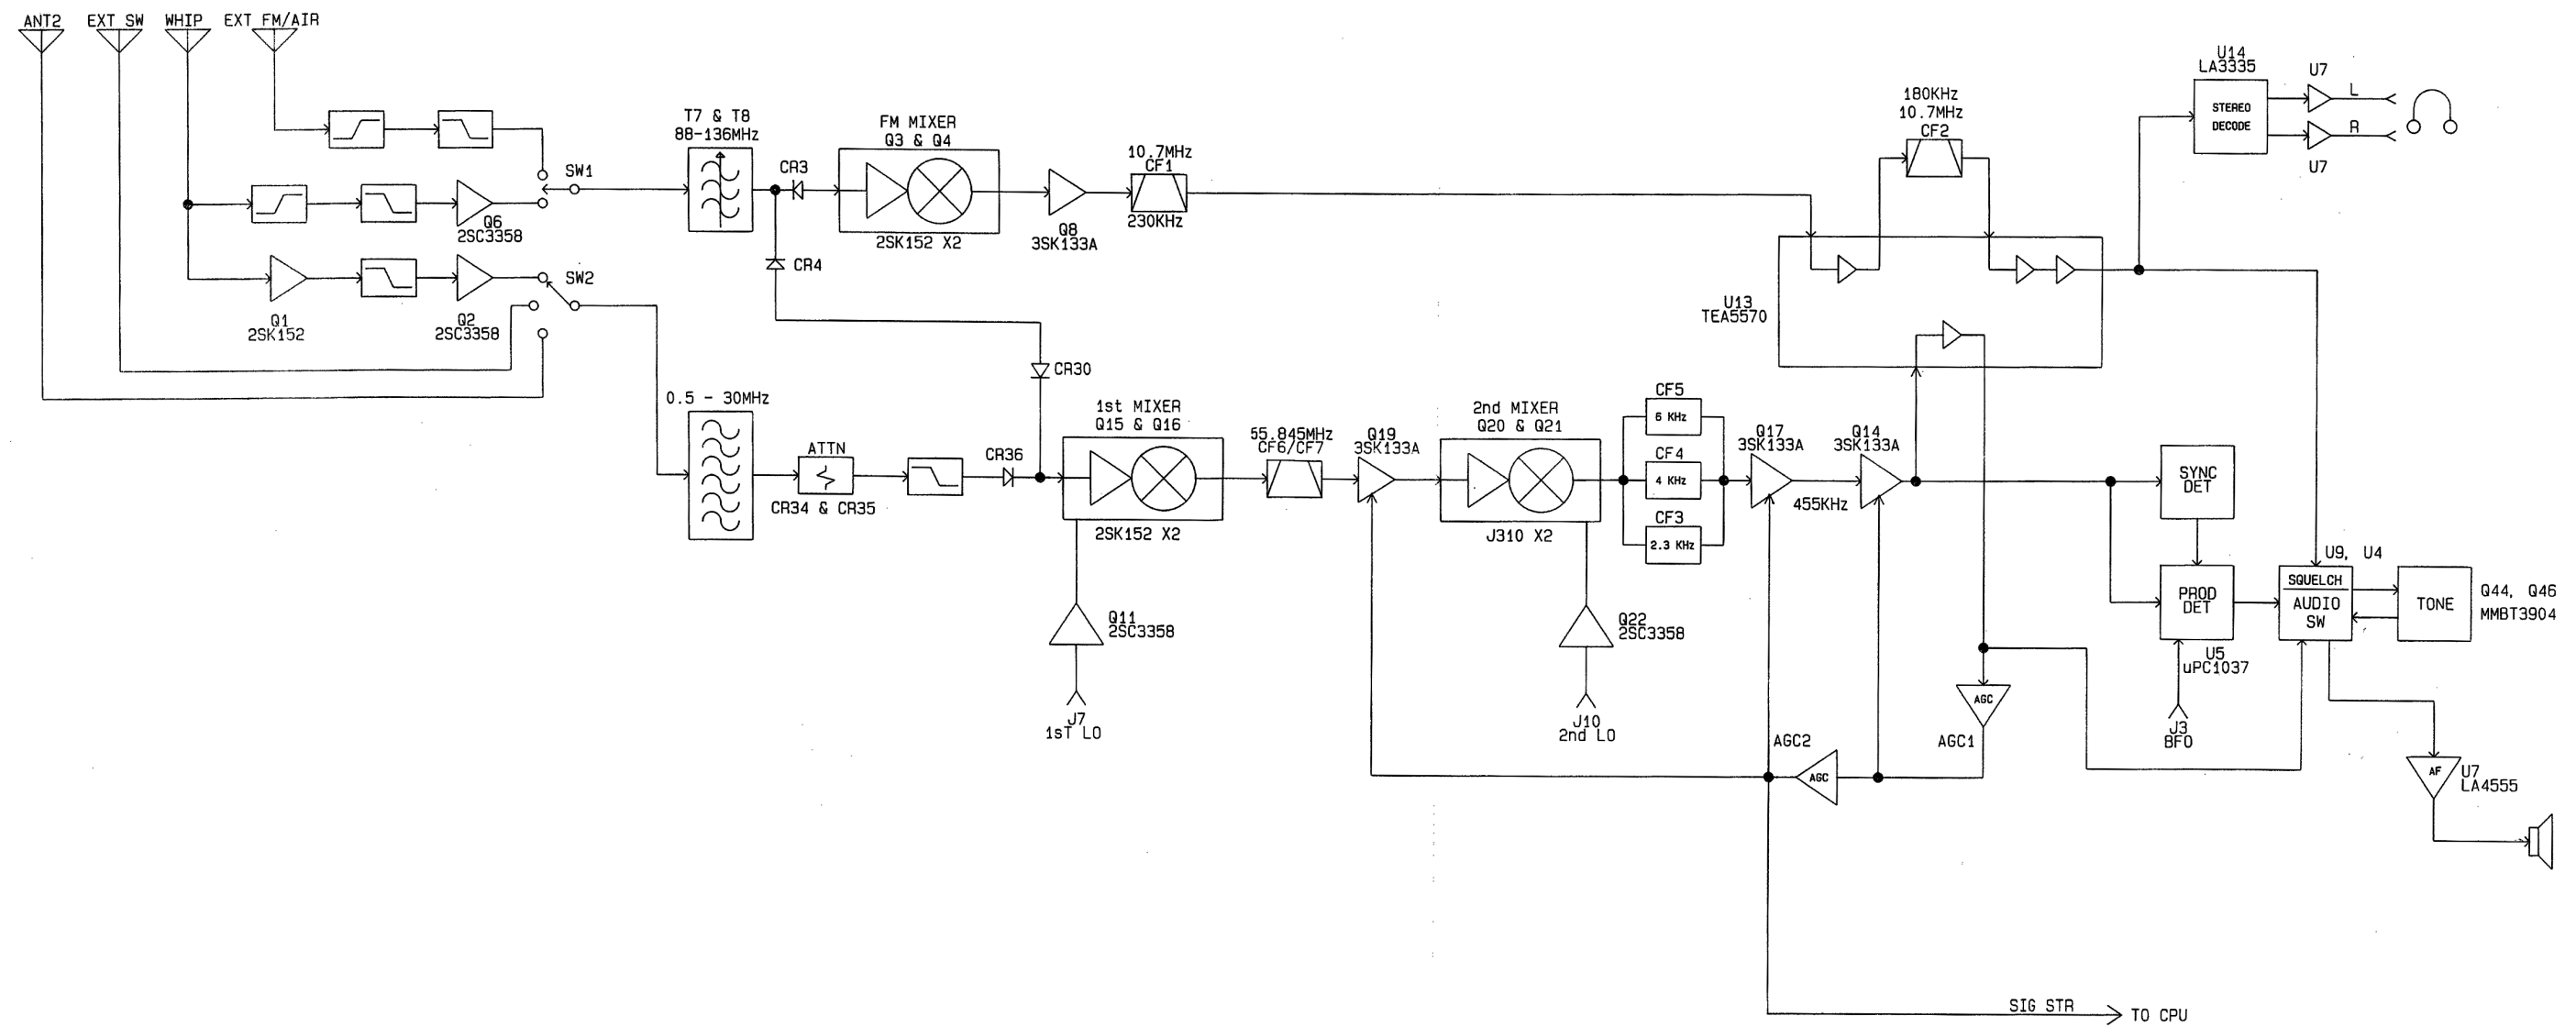 ANT2
EXT SW
WHIP
EXT FM/AIR
SW1
Q6
2SC3358
SW2
Q1
2SK152
Q2
2SC3358
T7 & T8
88-136MHz
CR3
CR4
FM MIXER
Q3 & Q4
2SK152 X2
Q8
3SK133A
10.7MHz
CF1
230KHz
180KHz
10.7MHz
CF2
U13
TEA5570
U14
LA3335
STEREO
DECODE
U7
L
R
U7
0.5 - 30MHz
ATTN
CR34 & CR35
CR36
CR30
1st MIXER
Q15 & Q16
2SK152 X2
Q11
2SC3358
J7
1sT LO
55.845MHz
CF6/CF7
Q19
3SK133A
2nd MIXER
Q20 & Q21
J310 X2
Q22
2SC3358
J10
2nd LO
CF5
6 KHz
CF4
4 KHz
CF3
2.3 KHz
Q17
3SK133A
455KHz
Q14
3SK133A
SYNC
DET
PROD
DET
U5
uPC1037
J3
BFO
U9, U4
SQUELCH
AUDIO
SW
TONE
Q44, Q46
MMBT3904
AGC
AGC1
AGC2
AGC
AF
U7
LA4555
SIG STR
TO CPU